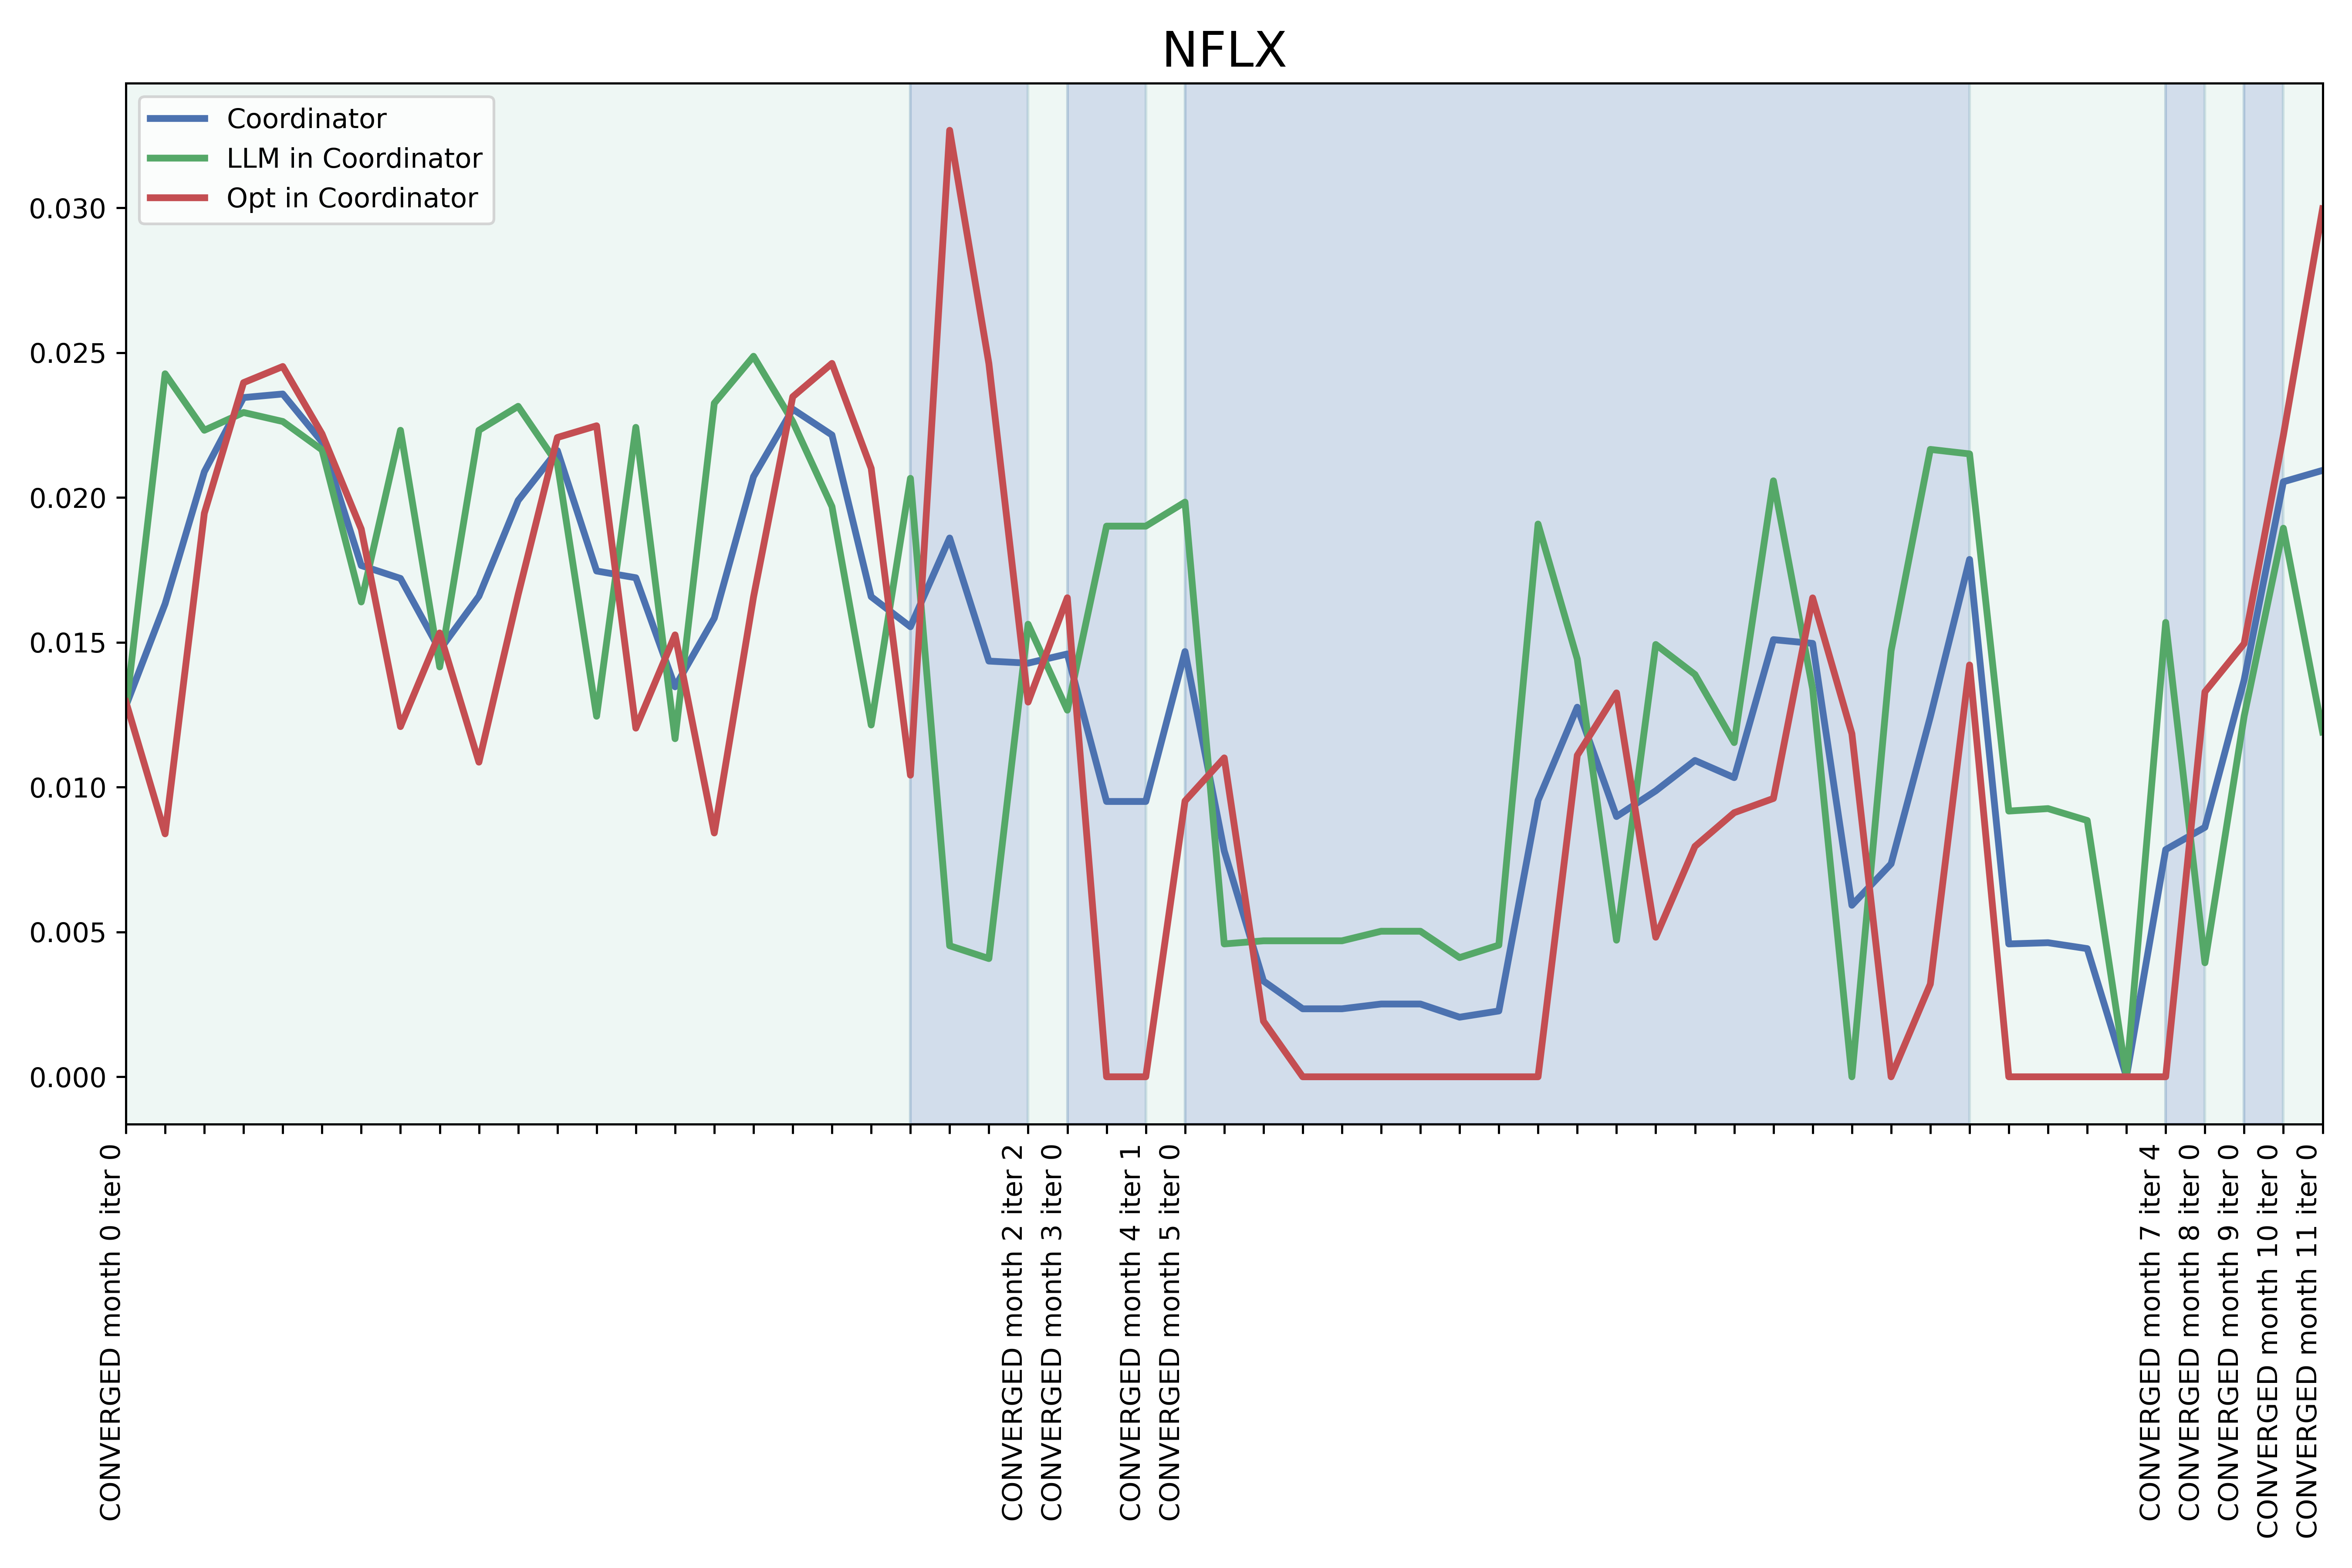 NFLX
Coordinator
LLM in Coordinator
Opt in Coordinator
0.030
0.025
0.020
0.015
0.010
0.005
0.000
CONVERGED month 0 iter 0
CONVERGED month 2 iter 2
CONVERGED month 3 iter 0
CONVERGED month 4 iter 1
CONVERGED month 5 iter 0
CONVERGED month 7 iter 4
CONVERGED month 8 iter 0
CONVERGED month 9 iter 0
CONVERGED month 10 iter 0
CONVERGED month 11 iter 0